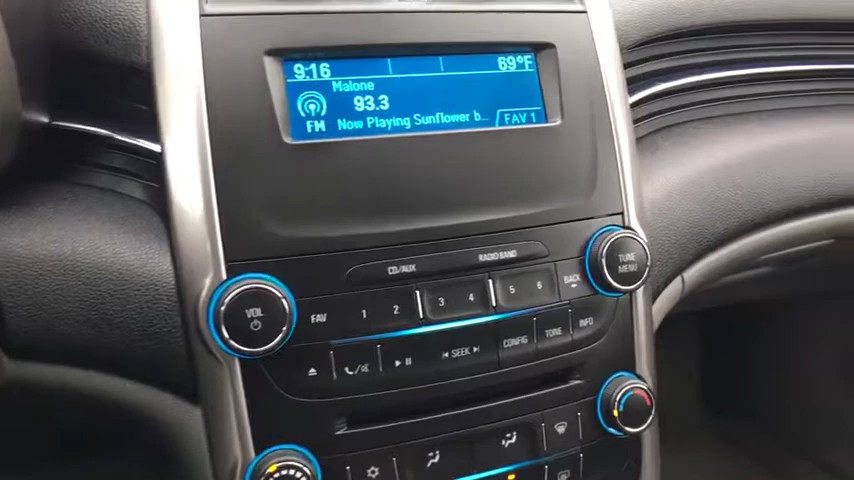 9:16 69°F
Malone
93.3
FM Now Playing Sunflower b... FAV 1
CD/AUX RADIO BAND
VOL
FAV 1 2 3 4 5 6 BACK
TUNE
MENU
SEEK CONFIG TONE INFO